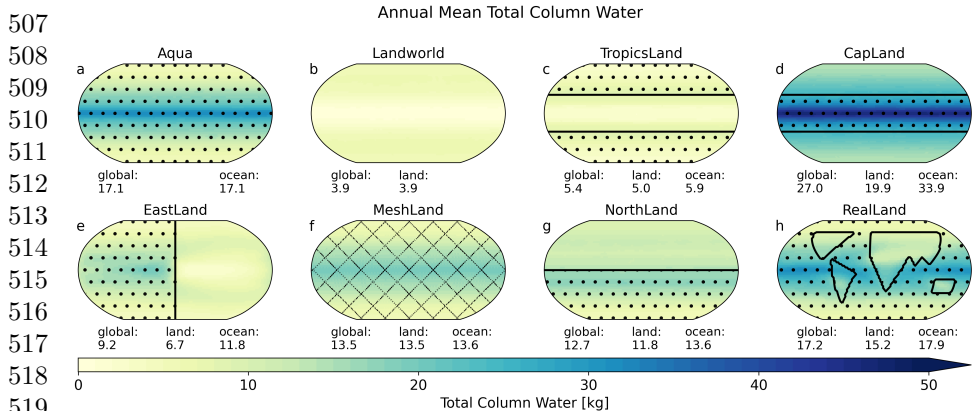 507
Annual Mean Total Column Water
508
Aqua Landworld TropicsLand CapLand
a b c d
509
510
511
global: ocean: global: land: global: land: ocean: global: land: ocean:
512
17.1 17.1 3.9 3.9 5.4 5.0 5.9 27.0 19.9 33.9
513
EastLand MeshLand NorthLand RealLand
e f g h
514
515
516
global: land: ocean: global: land: ocean: global: land: ocean: global: land: ocean:
517
9.2 6.7 11.8 13.5 13.5 13.6 12.7 11.8 13.6 17.2 15.2 17.9
518
0 10 20 30 40 50
519
Total Column Water [kg]